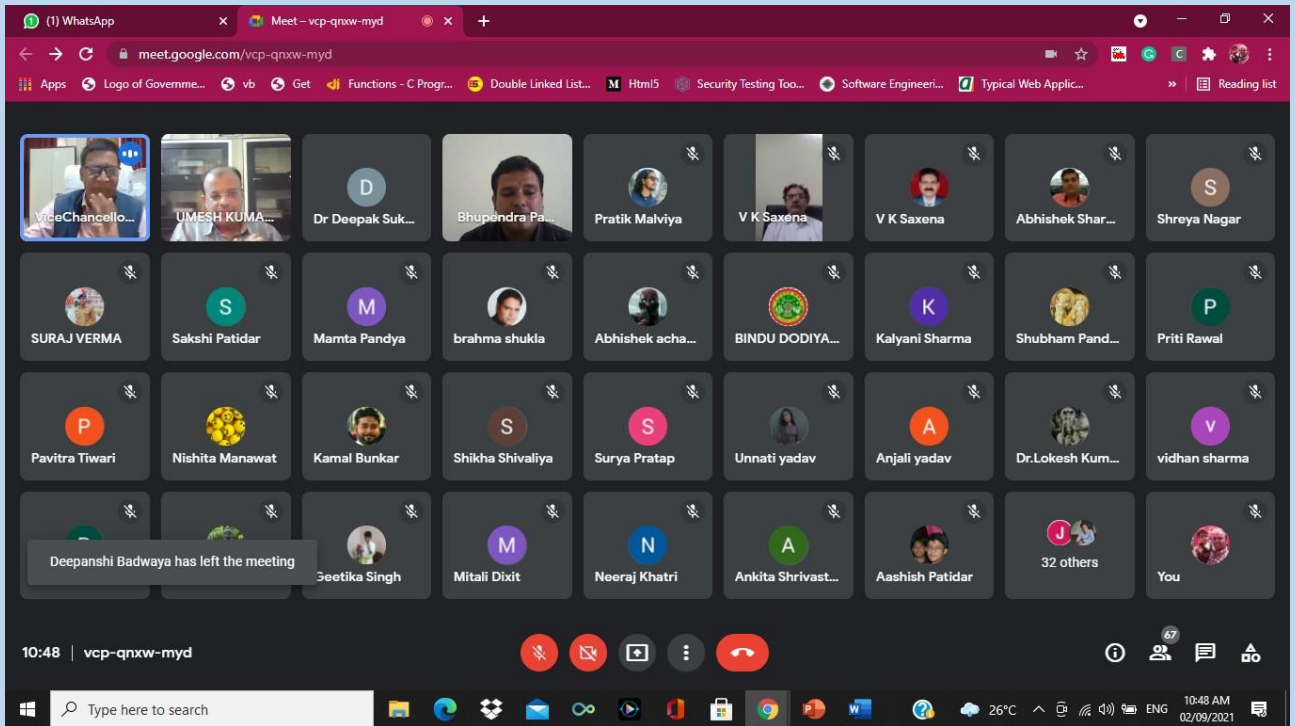 (1) WhatsApp
Meet – vcp-qnxw-myd
meet.google.com/vcp-qnxw-myd
Apps Logo of Governme... vb Get Functions - C Progr... Double Linked List... Html5 Security Testing Too... Software Engineeri... Typical Web Applic... » Reading list
ViceChancello... UMESH KUMA... D Dr Deepak Suk... Bhupendra Pa... Pratik Malviya V K Saxena V K Saxena Abhishek Shar... S Shreya Nagar
SURAJ VERMA S Sakshi Patidar M Mamta Pandya brahma shukla Abhishek acha... BINDU DODIYA... K Kalyani Sharma Shubham Pand... P Priti Rawal
P Pavitra Tiwari Nishita Manawat Kamal Bunkar S Shikha Shivaliya S Surya Pratap Unnati yadav A Anjali yadav Dr.Lokesh Kum... v vidhan sharma
Deepanshi Badwaya has left the meeting
Geetika Singh M Mitali Dixit N Neeraj Khatri A Ankita Shrivast... Aashish Patidar J 32 others You
10:48 | vcp-qnxw-myd
67
Type here to search
26°C ENG 10:48 AM
02/09/2021